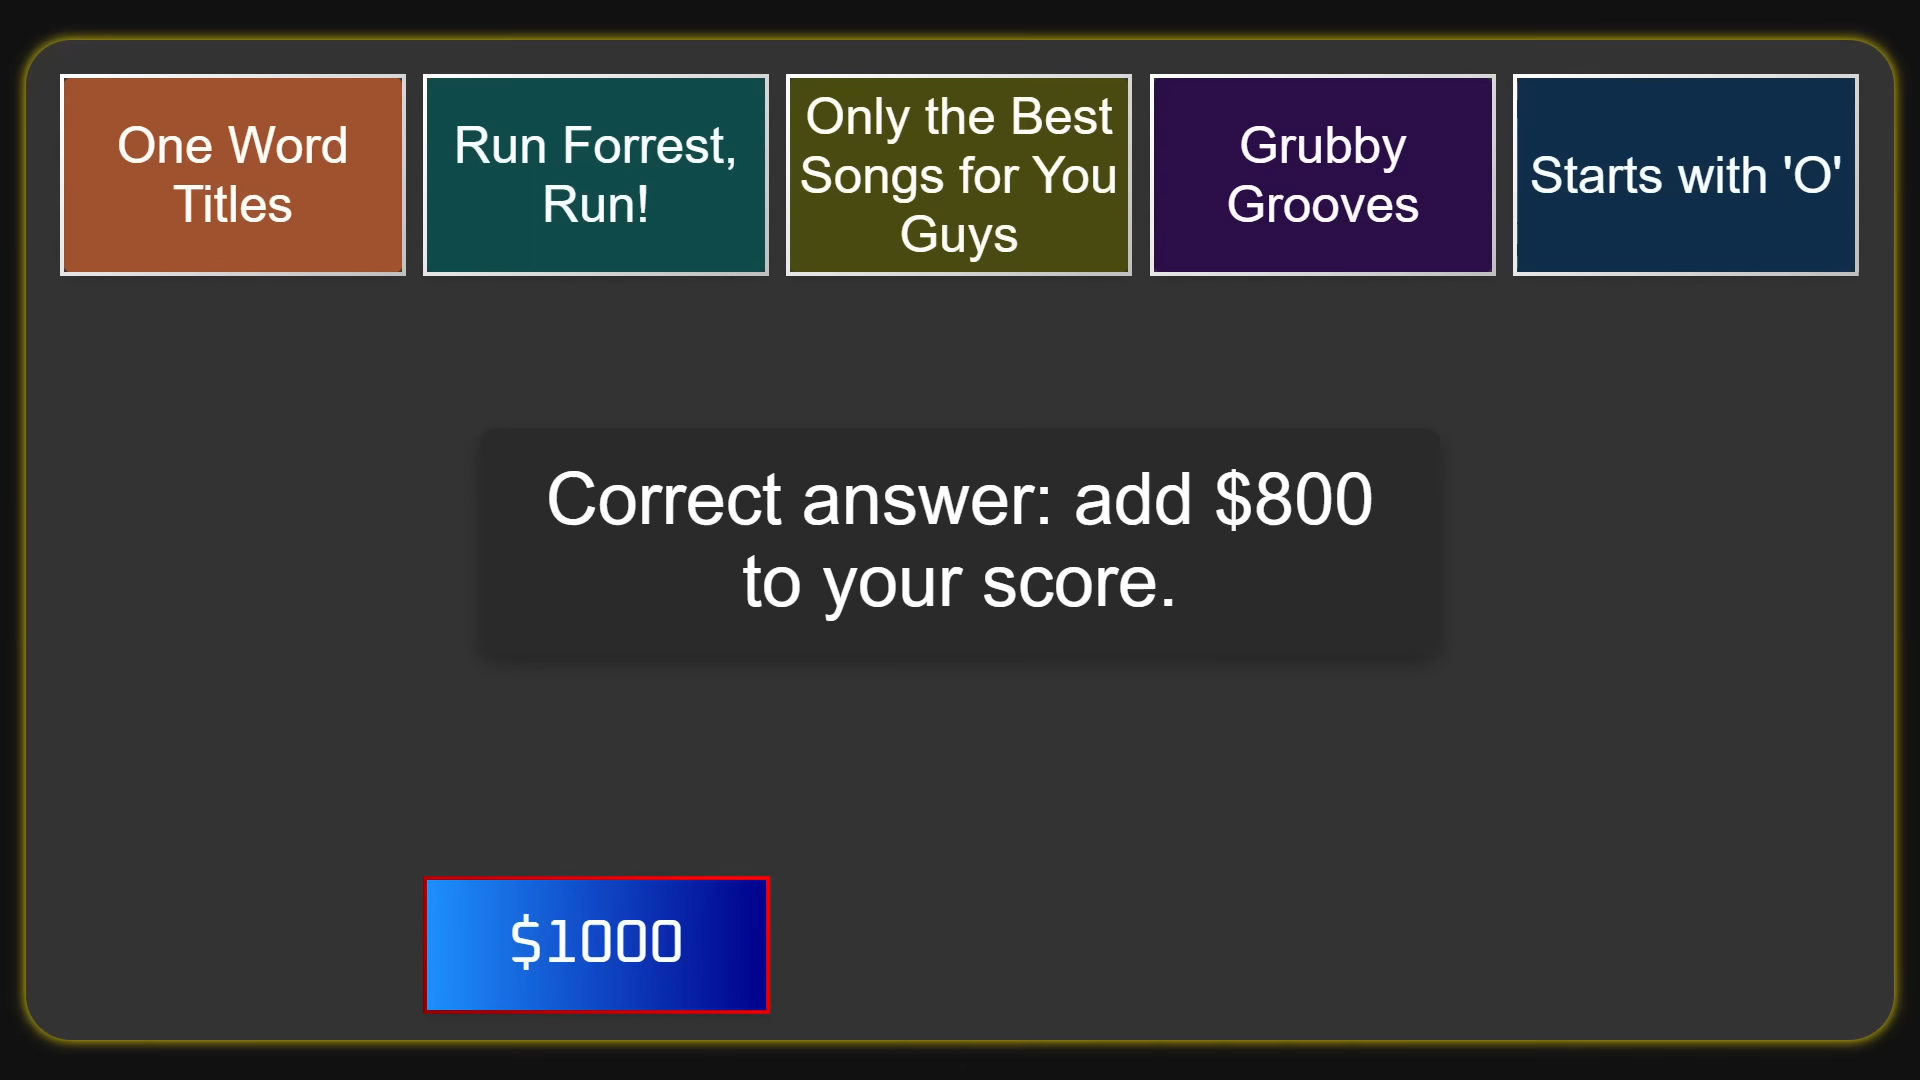 One Word
Titles
Run Forrest,
Run!
Only the Best
Songs for You
Guys
Grubby
Grooves
Starts with 'O'
Correct answer: add $800
to your score.
$1000